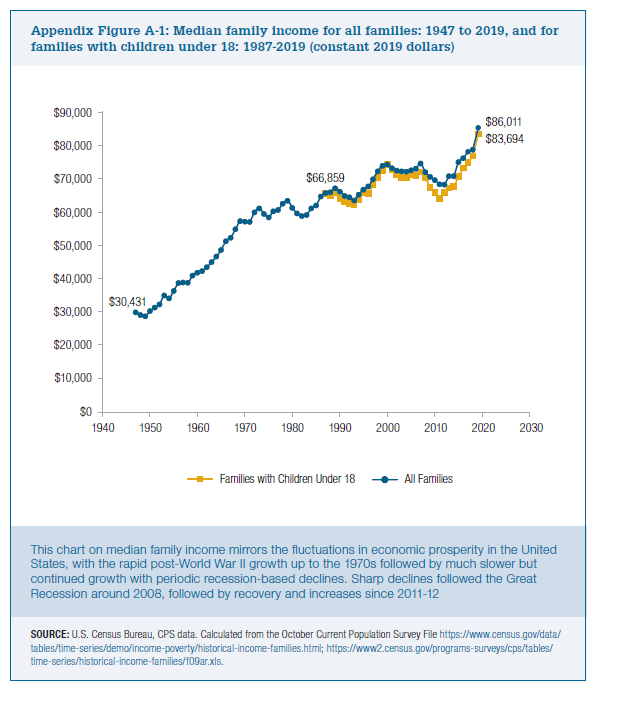 Appendix Figure A-1: Median family income for all families: 1947 to 2019, and for
families with children under 18: 1987-2019 (constant 2019 dollars)
$90,000
$80,000
$70,000
$60,000
$50,000
$40,000
$30,000
$20,000
$10,000
$0
$86,011
$83,694
$66,859
$30,431
1940 1950 1960 1970 1980 1990 2000 2010 2020 2030
Families with Children Under 18 All Families
This chart on median family income mirrors the fluctuations in economic prosperity in the United
States, with the rapid post-World War II growth up to the 1970s followed by much slower but
continued growth with periodic recession-based declines. Sharp declines followed the Great
Recession around 2008, followed by recovery and increases since 2011-12
SOURCE: U.S. Census Bureau, CPS data. Calculated from the October Current Population Survey File https://www.census.gov/data/
tables/time-series/demo/income-poverty/historical-income-families.html; https://www2.census.gov/programs-surveys/cps/tables/
time-series/historical-income-families/f09ar.xls.